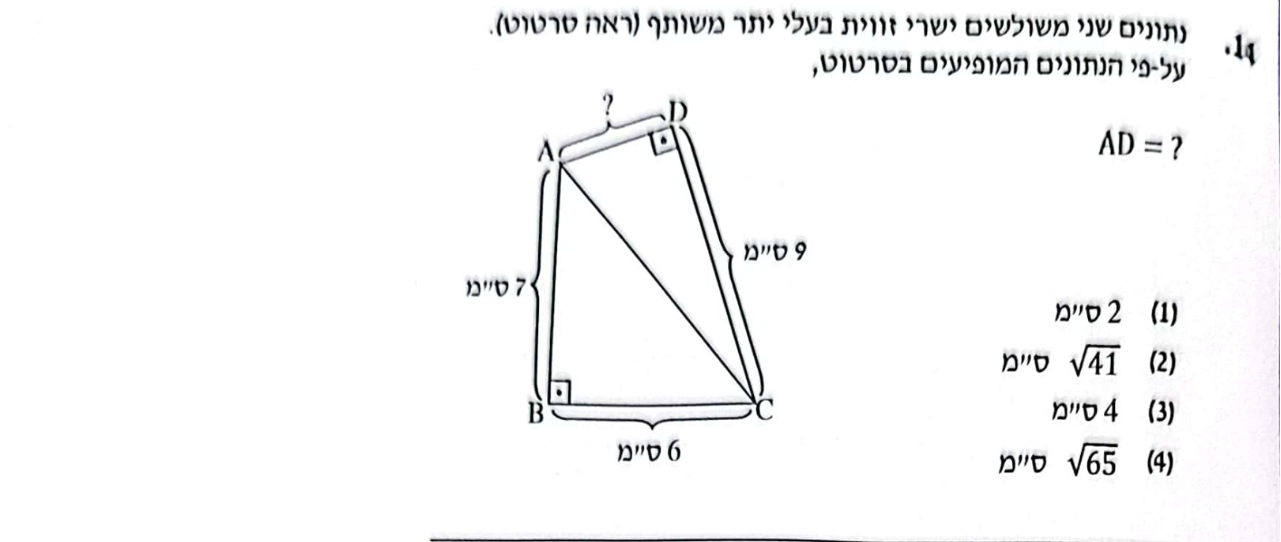 1. נתונים שני משולשים ישרי זווית בעלי יתר משותף (ראה סרטוט).
על-פי הנתונים המופיעים בסרטוט,
AD = ?
?
D
A
9 ס״מ
7 ס״מ
B
C
6 ס״מ
(1) 2 ס״מ
(2) √41 ס״מ
(3) 4 ס״מ
(4) √65 ס״מ